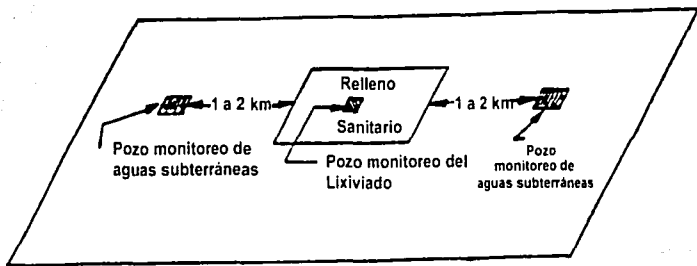 Relleno
Sanitario
1 a 2 km
1 a 2 km
Pozo monitoreo de
aguas subterráneas
Pozo monitoreo del
Lixiviado
Pozo
monitoreo de
aguas subterráneas